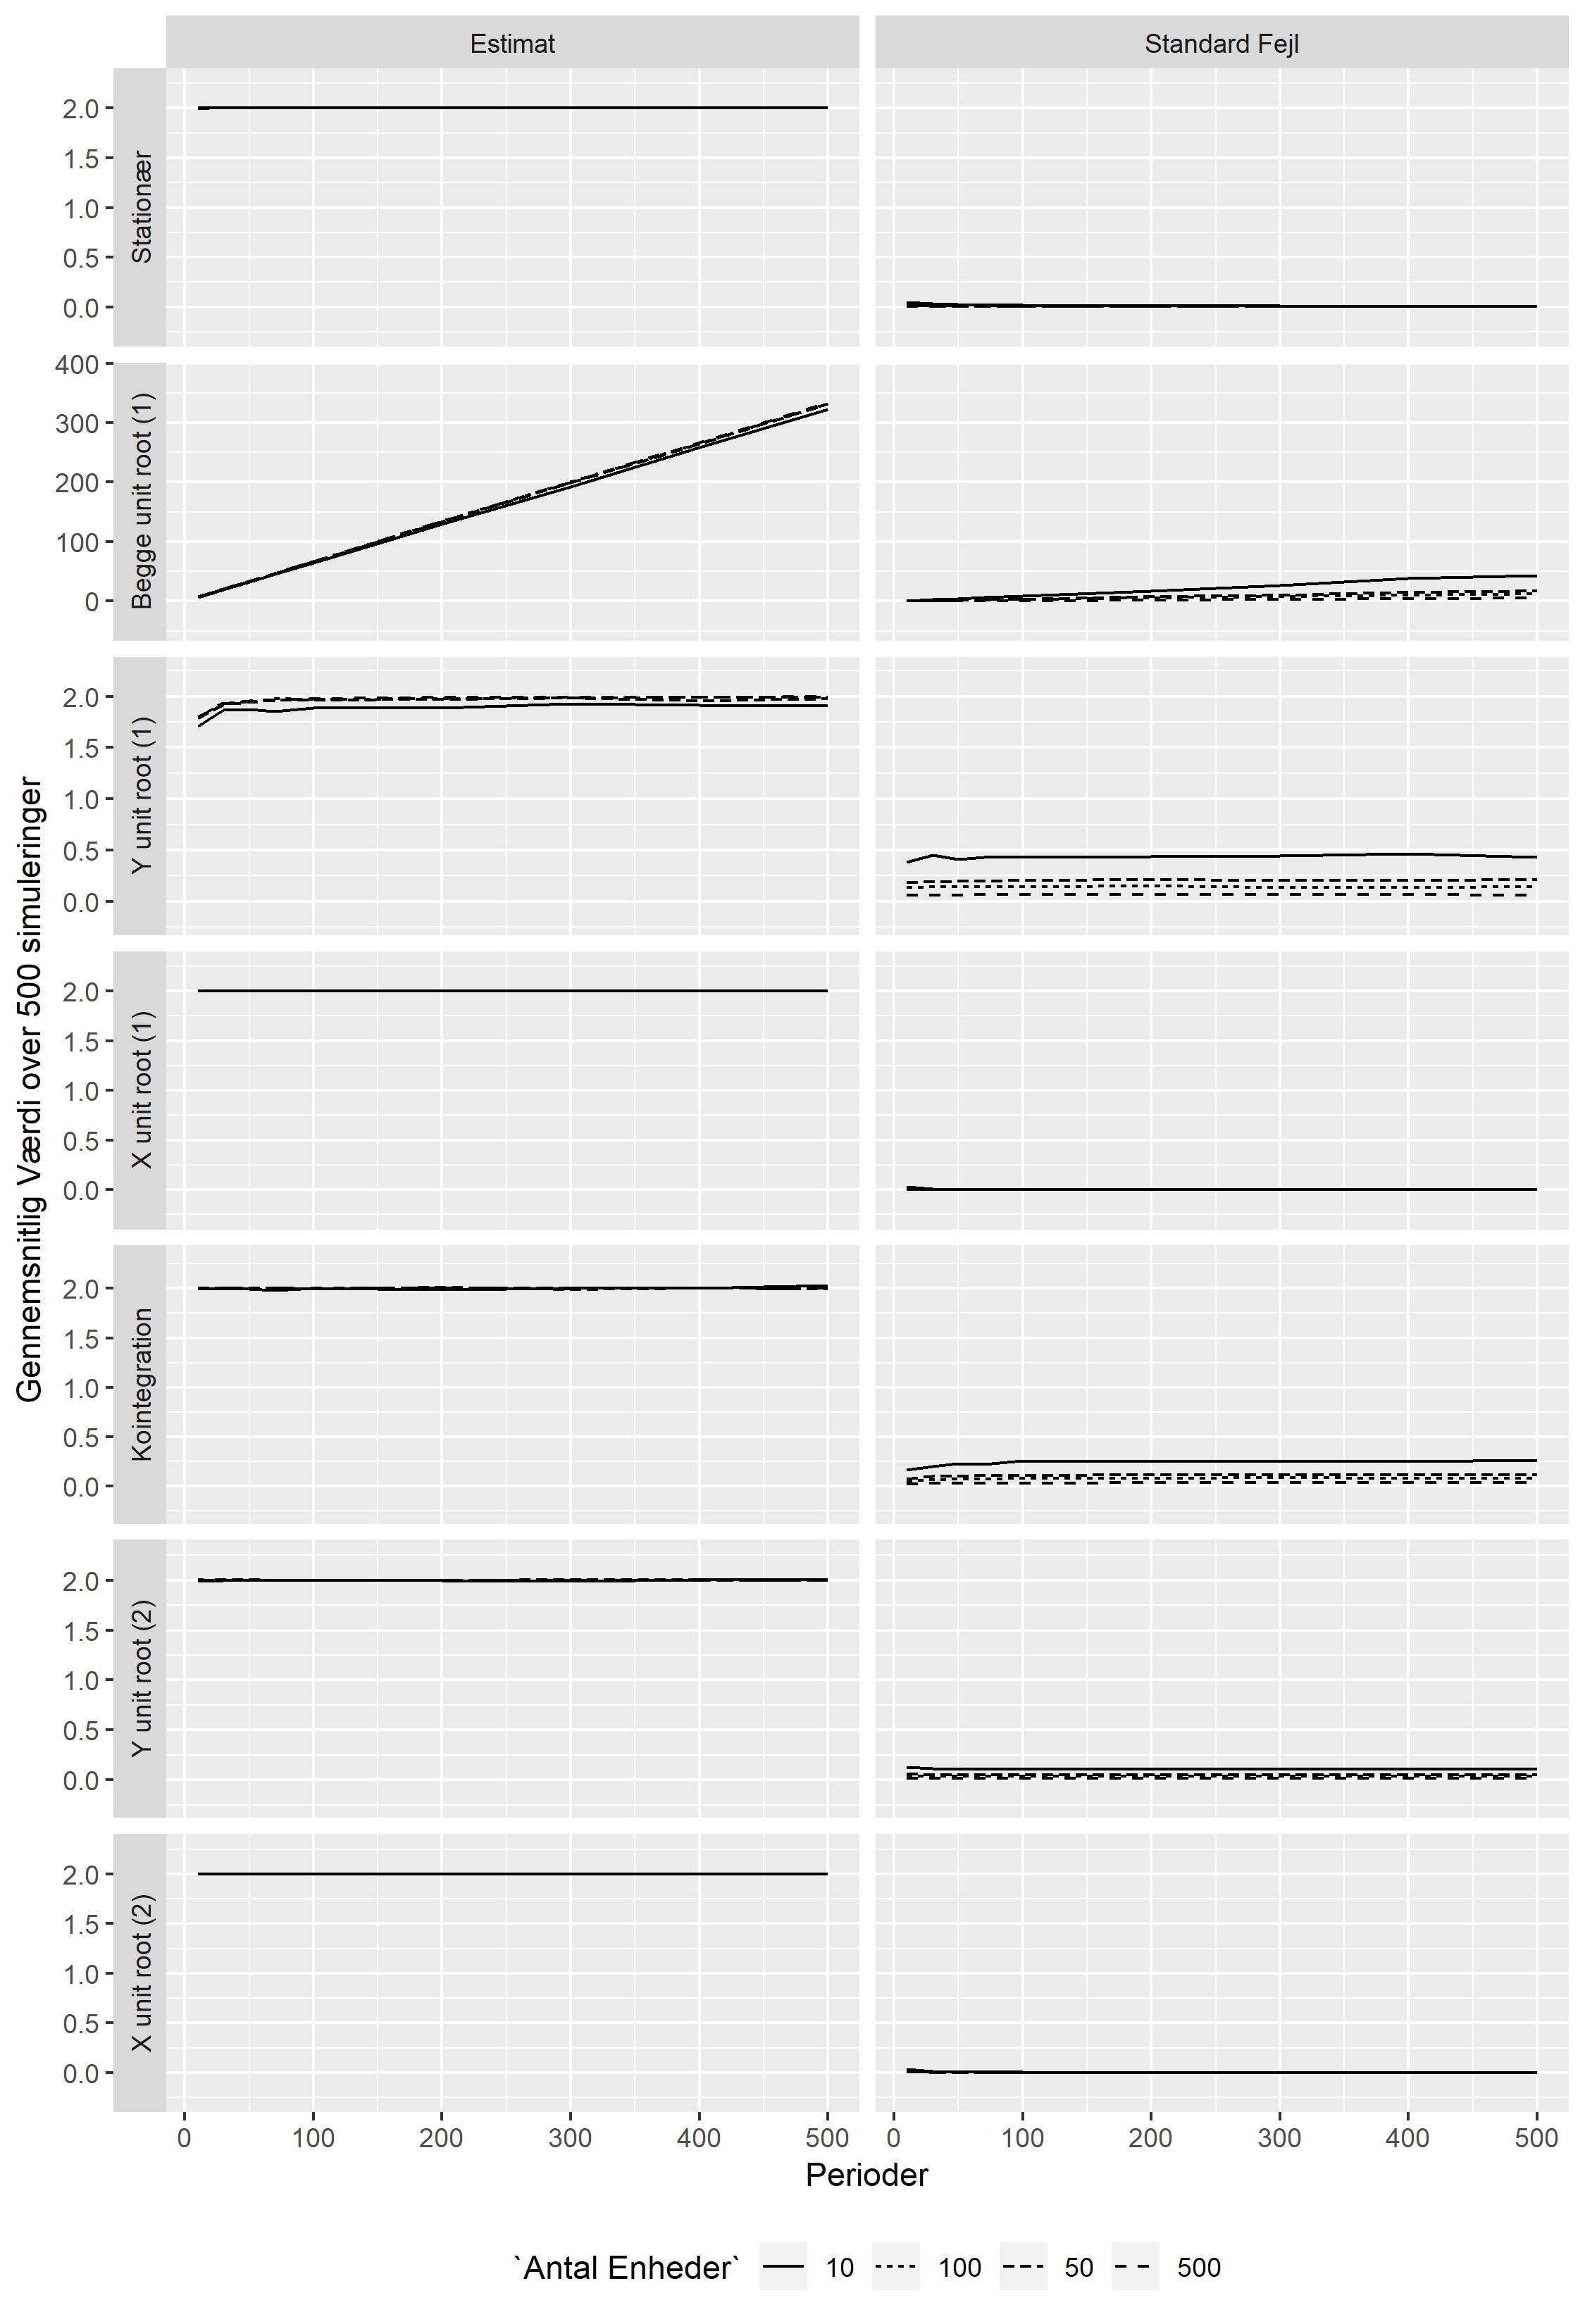 Estimat Standard Fejl
Stationær
2.0
1.5
1.0
0.5
0.0
Begge unit root (1)
400
300
200
100
0
Y unit root (1)
2.0
1.5
1.0
0.5
0.0
X unit root (1)
2.0
1.5
1.0
0.5
0.0
Kointegration
2.0
1.5
1.0
0.5
0.0
Y unit root (2)
2.0
1.5
1.0
0.5
0.0
X unit root (2)
2.0
1.5
1.0
0.5
0.0
Gennemsnitlig Værdi over 500 simuleringer
0 100 200 300 400 500 0 100 200 300 400 500
Perioder
`Antal Enheder` 10 100 50 500